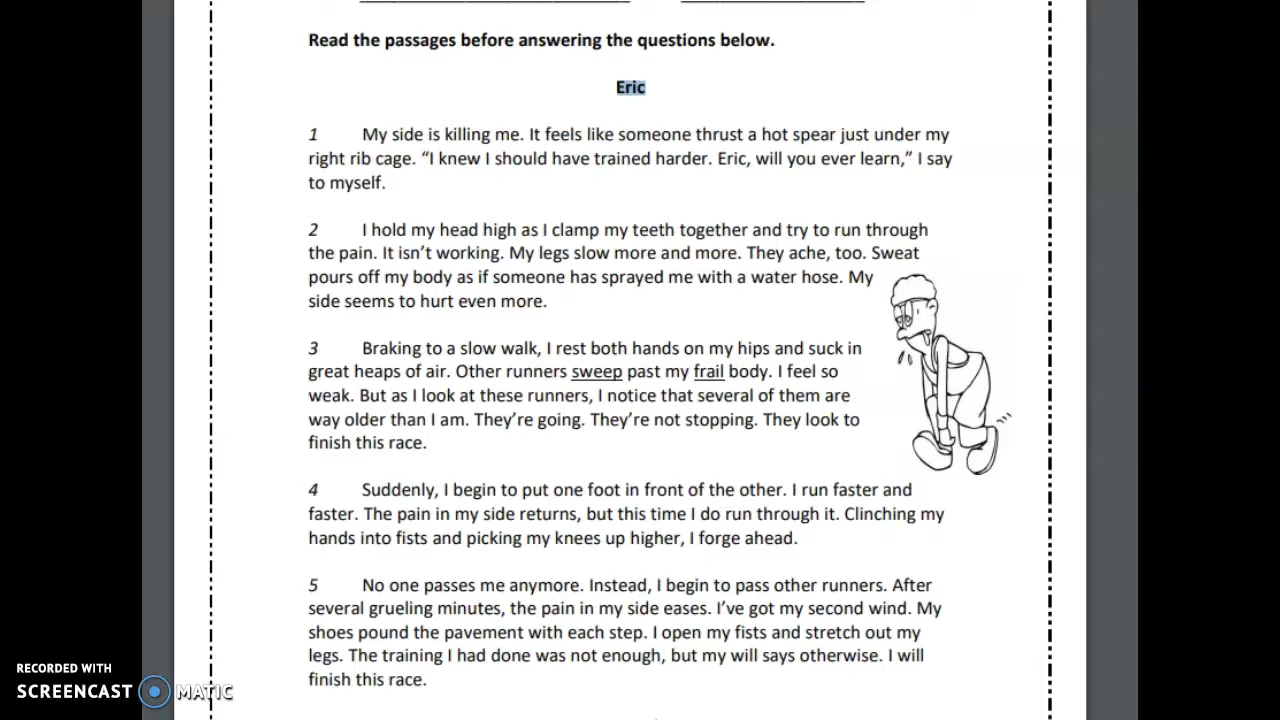 Read the passages before answering the questions below.
Eric
1 My side is killing me. It feels like someone thrust a hot spear just under my
right rib cage. “I knew I should have trained harder. Eric, will you ever learn,” I say
to myself.
2 I hold my head high as I clamp my teeth together and try to run through
the pain. It isn’t working. My legs slow more and more. They ache, too. Sweat
pours off my body as if someone has sprayed me with a water hose. My
side seems to hurt even more.
3 Braking to a slow walk, I rest both hands on my hips and suck in
great heaps of air. Other runners sweep past my frail body. I feel so
weak. But as I look at these runners, I notice that several of them are
way older than I am. They’re going. They’re not stopping. They look to
finish this race.
4 Suddenly, I begin to put one foot in front of the other. I run faster and
faster. The pain in my side returns, but this time I do run through it. Clinching my
hands into fists and picking my knees up higher, I forge ahead.
5 No one passes me anymore. Instead, I begin to pass other runners. After
several grueling minutes, the pain in my side eases. I’ve got my second wind. My
shoes pound the pavement with each step. I open my fists and stretch out my
legs. The training I had done was not enough, but my will says otherwise. I will
finish this race.
RECORDED WITH
SCREENCAST MATIC